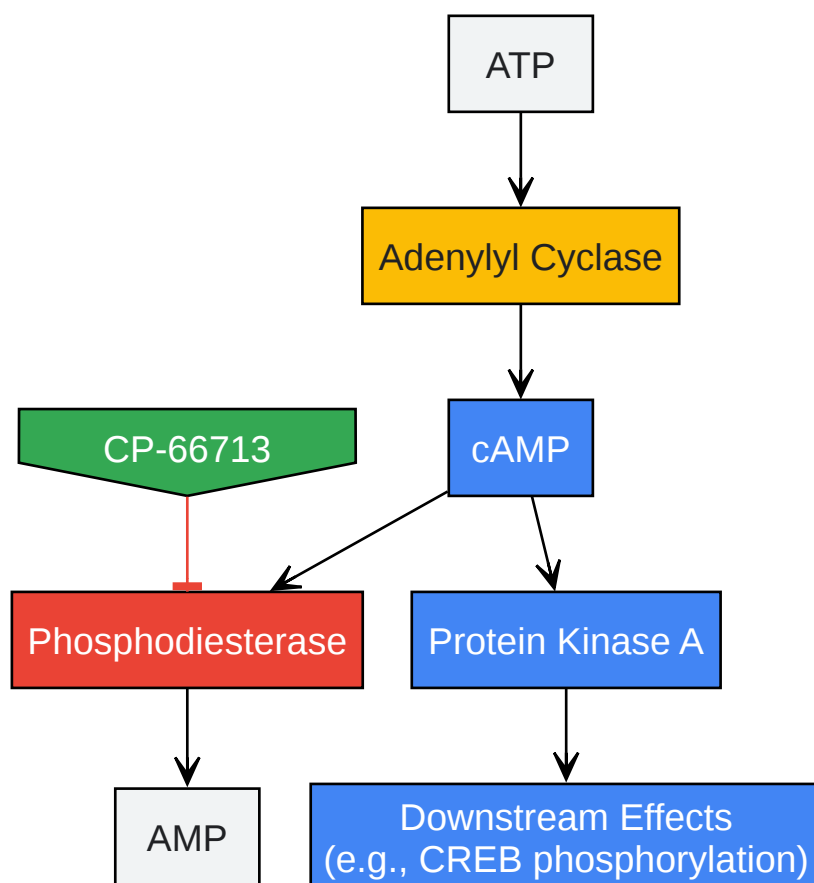 ATP
Adenylyl Cyclase
CP-66713
cAMP
Phosphodiesterase
Protein Kinase A
AMP
Downstream Effects
(e.g., CREB phosphorylation)